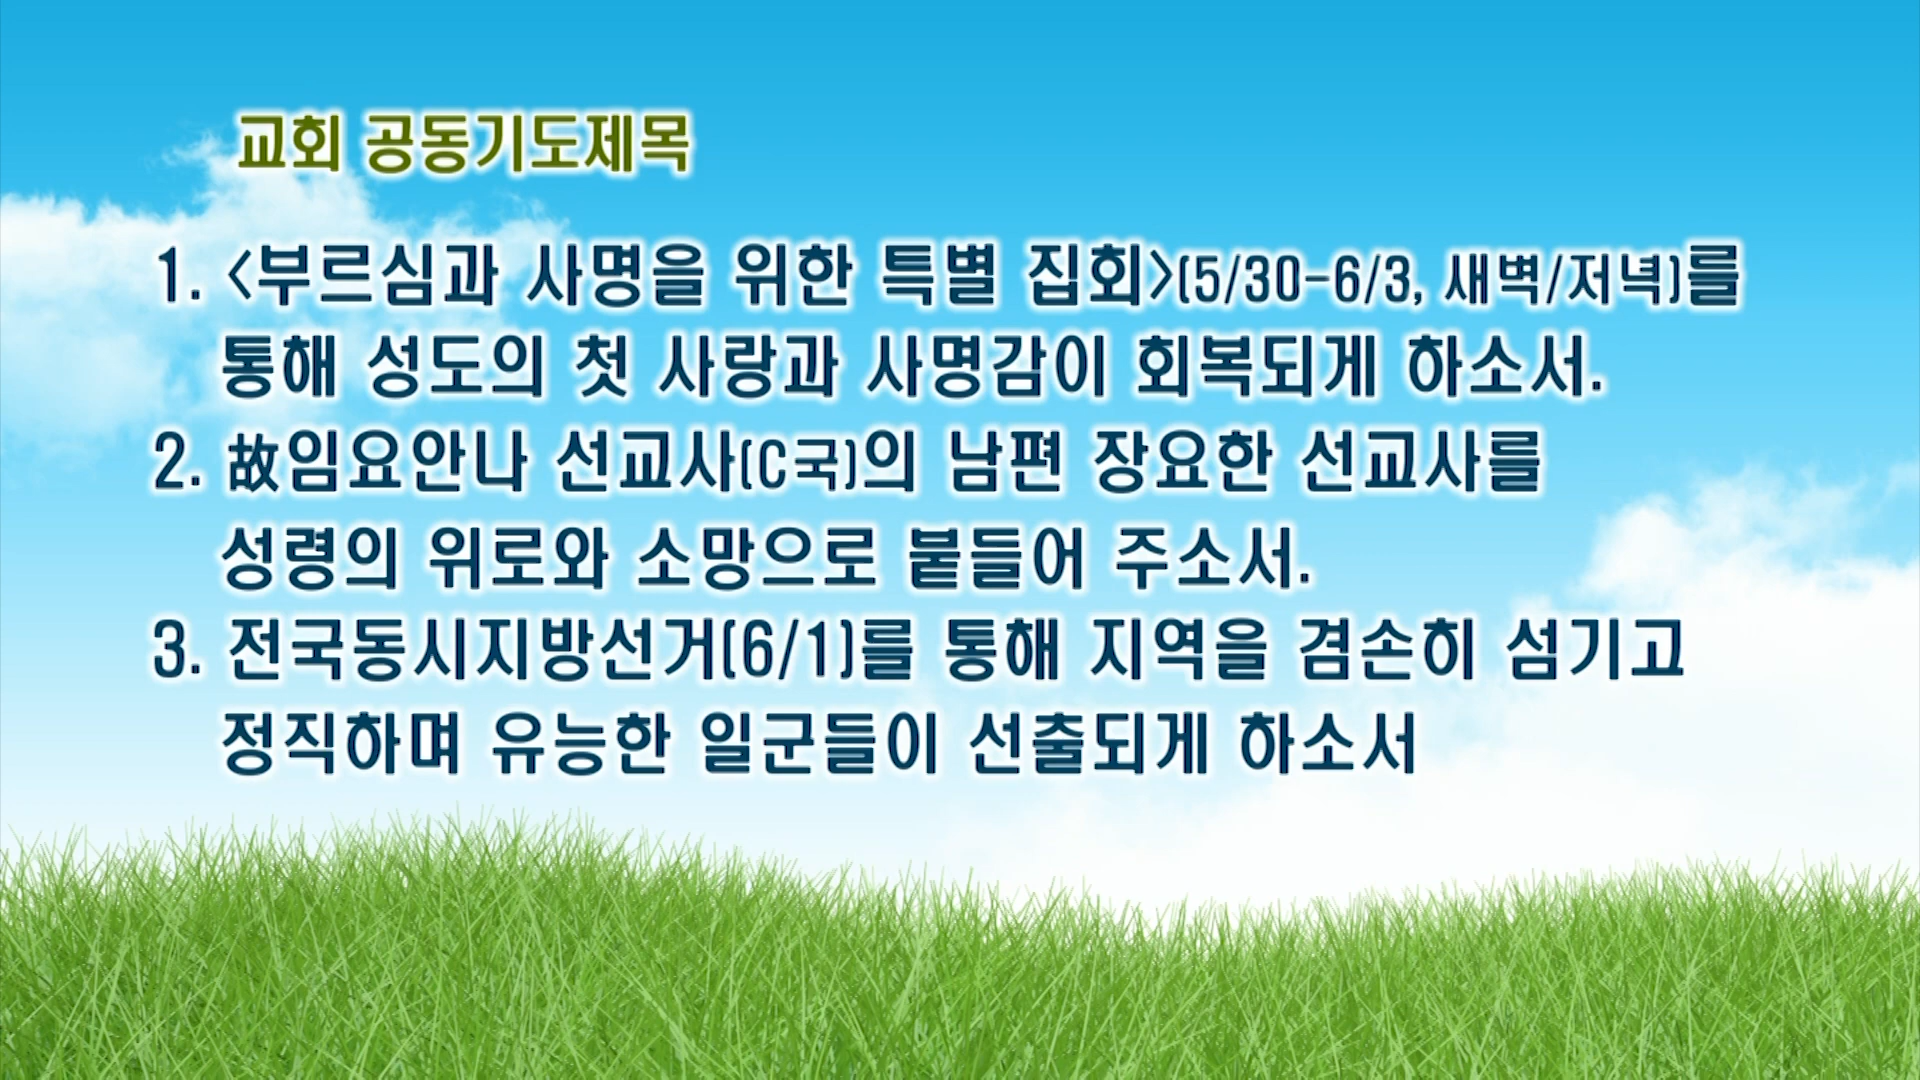 교회 공동기도제목
1. <부르심과 사명을 위한 특별 집회>(5/30-6/3, 새벽/저녁)를
통해 성도의 첫 사랑과 사명감이 회복되게 하소서.
2. 故임요안나 선교사(C국)의 남편 장요한 선교사를
성령의 위로와 소망으로 붙들어 주소서.
3. 전국동시지방선거(6/1)를 통해 지역을 겸손히 섬기고
정직하며 유능한 일군들이 선출되게 하소서